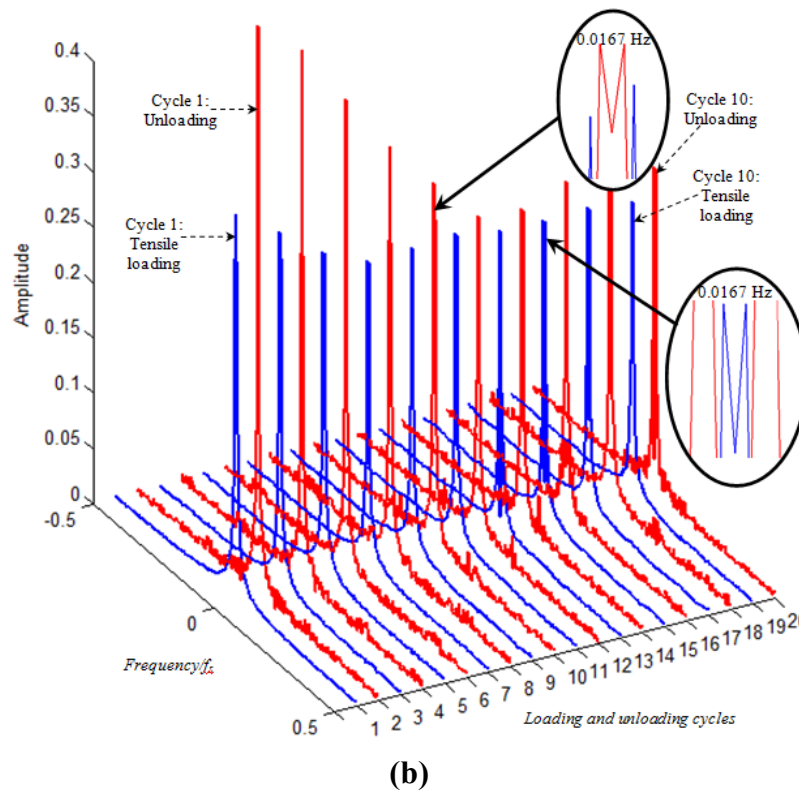 0.0167 Hz
0.4
0.35
0.3
0.25
0.2
0.15
0.1
0.05
0
Amplitude
Cycle 1:
Unloading
Cycle 1:
Tensile
loading
Cycle 10:
Unloading
Cycle 10:
Tensile
loading
0.0167 Hz
-0.5
0
0.5
Frequency/fs
1 2 3 4 5 6 7 8 9 10 11 12 13 14 15 16 17 18 19 20
Loading and unloading cycles
(b)